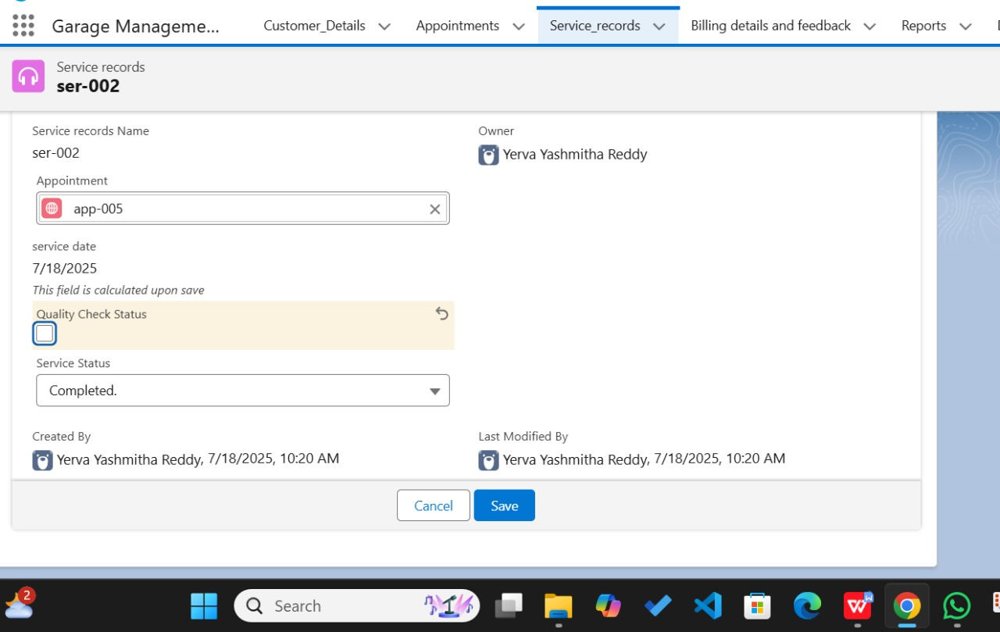 Garage Manageme...
Customer_Details
Appointments
Service_records
Billing details and feedback
Reports
Service records
ser-002
Service records Name
ser-002
Owner
Yerva Yashmitha Reddy
Appointment
app-005
service date
7/18/2025
This field is calculated upon save
Quality Check Status
Service Status
Completed.
Created By
Yerva Yashmitha Reddy, 7/18/2025, 10:20 AM
Last Modified By
Yerva Yashmitha Reddy, 7/18/2025, 10:20 AM
Cancel
Save
2
Search
W
W